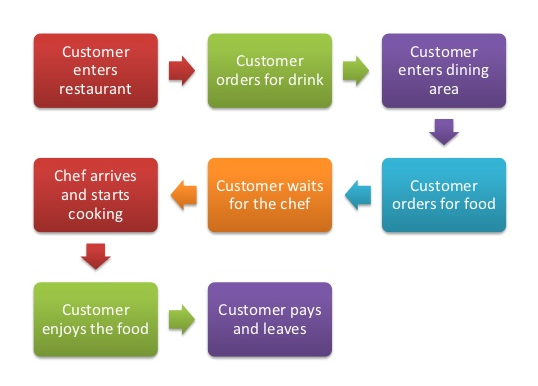 Customer
enters
restaurant
Customer
orders for drink
Customer
enters dining
area
Customer
orders for food
Customer waits
for the chef
Chef arrives
and starts
cooking
Customer
enjoys the food
Customer pays
and leaves